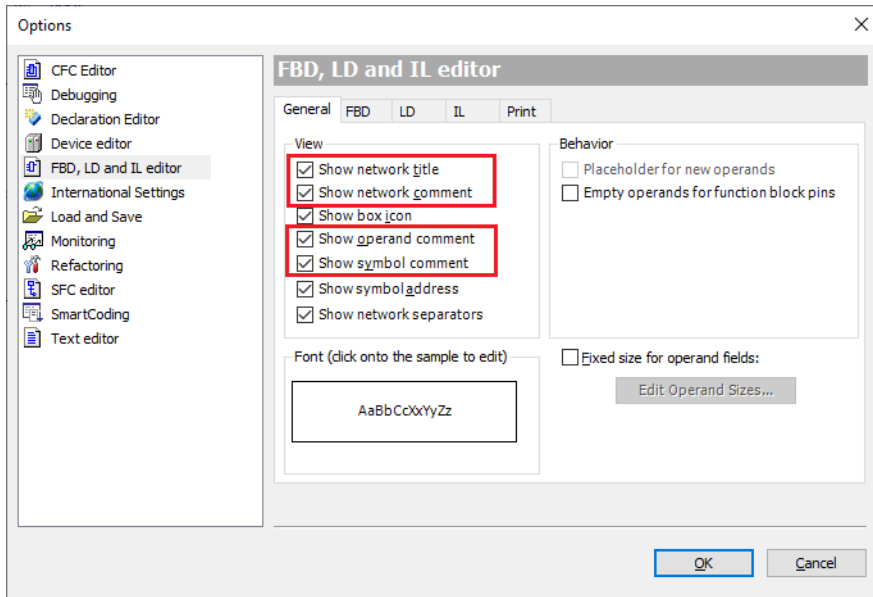 Options
CFC Editor
Debugging
Declaration Editor
Device editor
FBD, LD and IL editor
International Settings
Load and Save
Monitoring
Refactoring
SFC editor
SmartCoding
Text editor
FBD, LD and IL editor
General FBD LD IL Print
View
Show network title
Show network comment
Show box icon
Show operand comment
Show symbol comment
Show symbol address
Show network separators
Behavior
Placeholder for new operands
Empty operands for function block pins
Font (click onto the sample to edit)
AaBbCcXxYyZz
Fixed size for operand fields:
Edit Operand Sizes...
OK Cancel